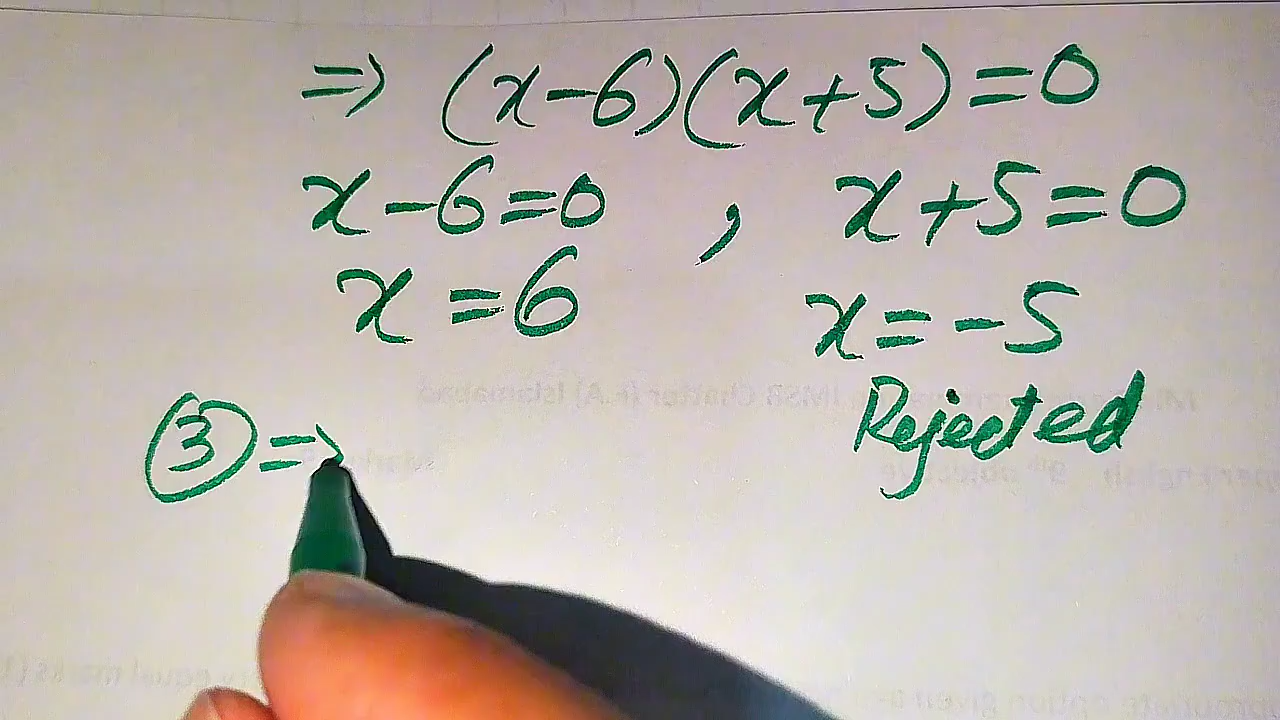 => (x-6)(x+5)=0
x-6=0 , x+5=0
x=6 x=-5
Rejected
③ =>